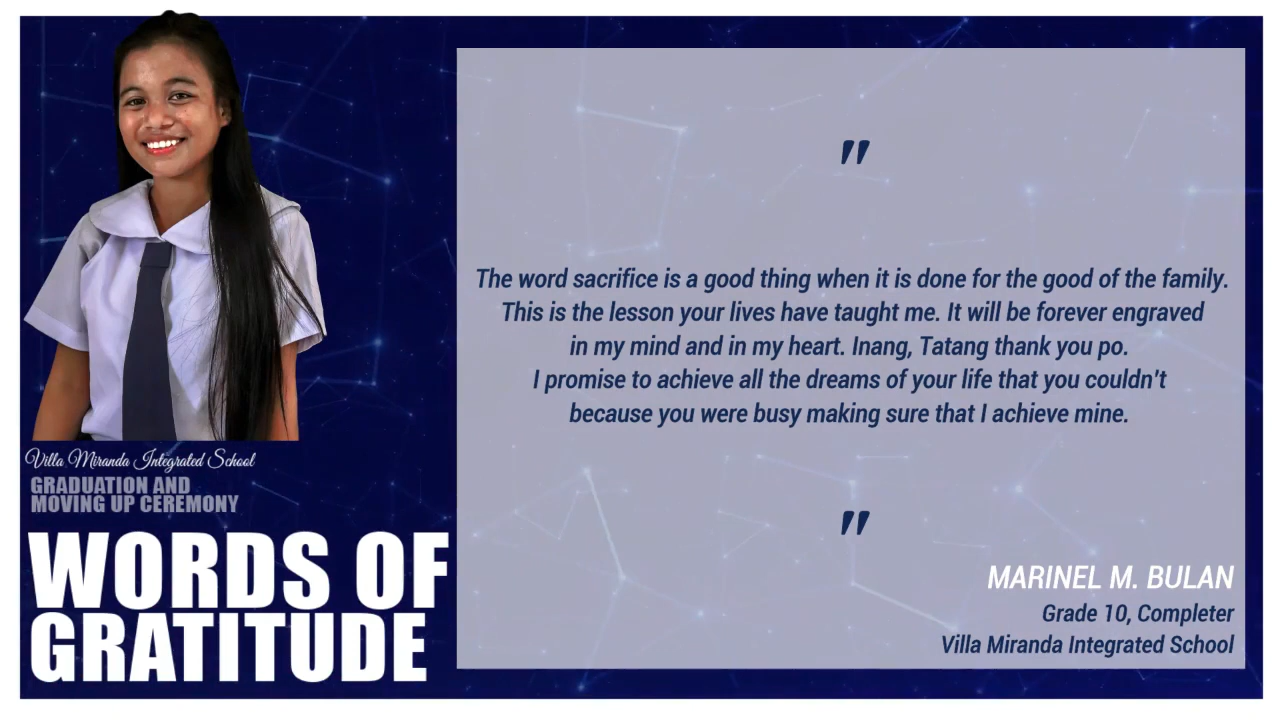 Villa Miranda Integrated School
GRADUATION AND
MOVING UP CEREMONY
WORDS OF
GRATITUDE
"
The word sacrifice is a good thing when it is done for the good of the family.
This is the lesson your lives have taught me. It will be forever engraved
in my mind and in my heart. Inang, Tatang thank you po.
I promise to achieve all the dreams of your life that you couldn't
because you were busy making sure that I achieve mine.
"
MARINEL M. BULAN
Grade 10, Completer
Villa Miranda Integrated School